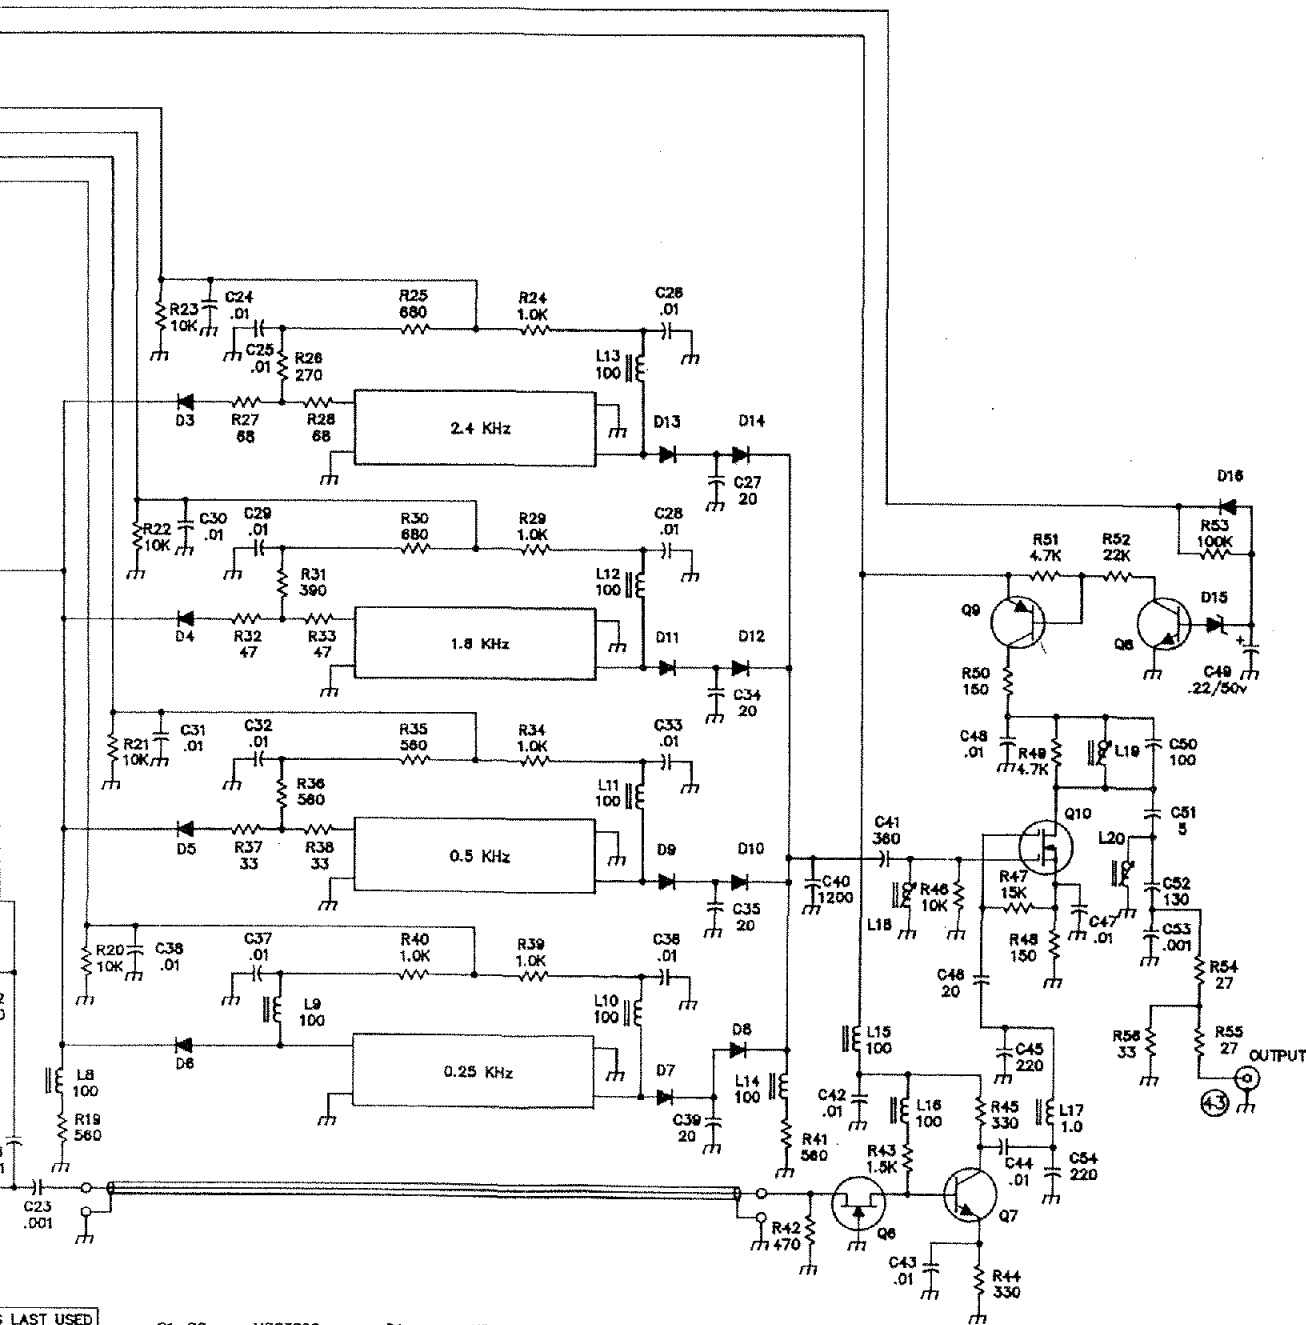 R23
10K
C24
.01
C25
.01
R26
270
R25
680
R24
1.0K
C26
.01
L13
100
D3
R27
68
R28
68
2.4 KHz
D13
D14
C27
20
R22
10K
C30
.01
C29
.01
R31
390
R30
680
R29
1.0K
C28
.01
L12
100
D4
R32
47
R33
47
1.8 KHz
D11
D12
C34
20
R21
10K
C31
.01
C32
.01
R36
560
R35
560
R34
1.0K
C33
.01
L11
100
D5
R37
33
R38
33
0.5 KHz
D9
D10
C35
20
R20
10K
C38
.01
C37
.01
L9
100
R40
1.0K
R39
1.0K
C36
.01
L10
100
D6
0.25 KHz
D7
D8
C39
20
L8
100
R19
560
C23
.001
L14
100
R41
560
R42
470
Q6
D16
R53
100K
R51
4.7K
R52
22K
D15
Q9
Q8
+
C49
.22/50v
R50
150
C48
.01
R49
4.7K
L19
C50
100
Q10
C51
5
L20
C41
360
C40
1200
L18
R46
10K
R47
15K
C47
.01
R48
150
C52
130
C53
.001
R54
27
C46
20
R56
33
R55
27
OUTPUT
43
L15
100
C45
220
C42
.01
L16
100
R45
330
L17
1.0
R43
1.5K
C44
.01
C54
220
Q7
C43
.01
R44
330
LAST USED